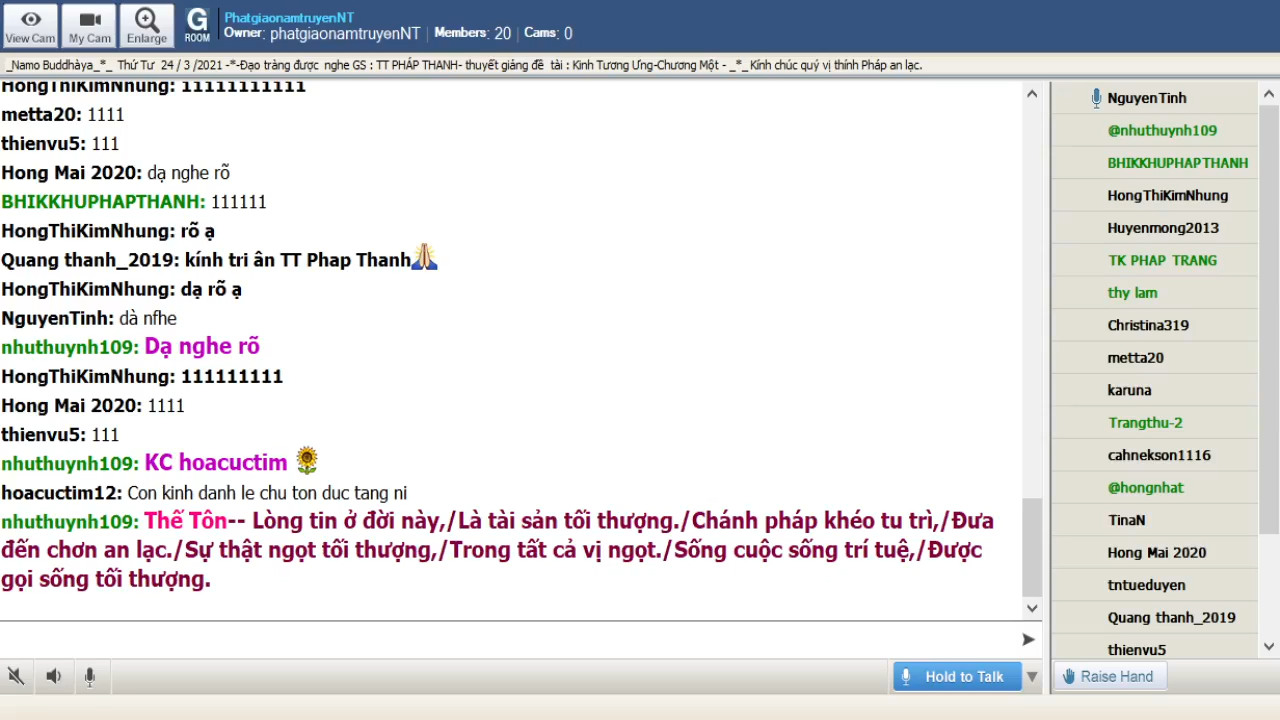 View Cam
My Cam
Enlarge
G
ROOM
PhatgiaonamtruyenNT
Owner: phatgiaonamtruyenNT | Members: 20 | Cams: 0
_Namo Buddhàya_*_ Thứ Tư 24 / 3 /2021 -*-Đạo tràng được nghe GS : TT PHÁP THANH- thuyết giảng đề tài : Kinh Tương Ưng-Chương Một - _*_Kính chúc quý vị thính Pháp an lạc.
HongThiKimNhung: 11111111111
metta20: 1111
thienvu5: 111
Hong Mai 2020: dạ nghe rõ
BHIKKHUPHAPTHANH: 111111
HongThiKimNhung: rõ ạ
Quang thanh_2019: kính tri ân TT Phap Thanh
HongThiKimNhung: dạ rõ ạ
NguyenTinh: dà nfhe
nhuthuynh109: Dạ nghe rõ
HongThiKimNhung: 111111111
Hong Mai 2020: 1111
thienvu5: 111
nhuthuynh109: KC hoacuctim
hoacuctim12: Con kinh danh le chu ton duc tang ni
nhuthuynh109: Thế Tôn-- Lòng tin ở đời này,/Là tài sản tối thượng./Chánh pháp khéo tu trì,/Đưa
đến chơn an lạc./Sự thật ngọt tối thượng,/Trong tất cả vị ngọt./Sống cuộc sống trí tuệ,/Được
gọi sống tối thượng.
NguyenTinh
@nhuthuynh109
BHIKKHUPHAPTHANH
HongThiKimNhung
Huyenmong2013
TK PHAP TRANG
thy lam
Christina319
metta20
karuna
Trangthu-2
cahnekson1116
@hongnhat
TinaN
Hong Mai 2020
tntueduyen
Quang thanh_2019
thienvu5
Hold to Talk
Raise Hand